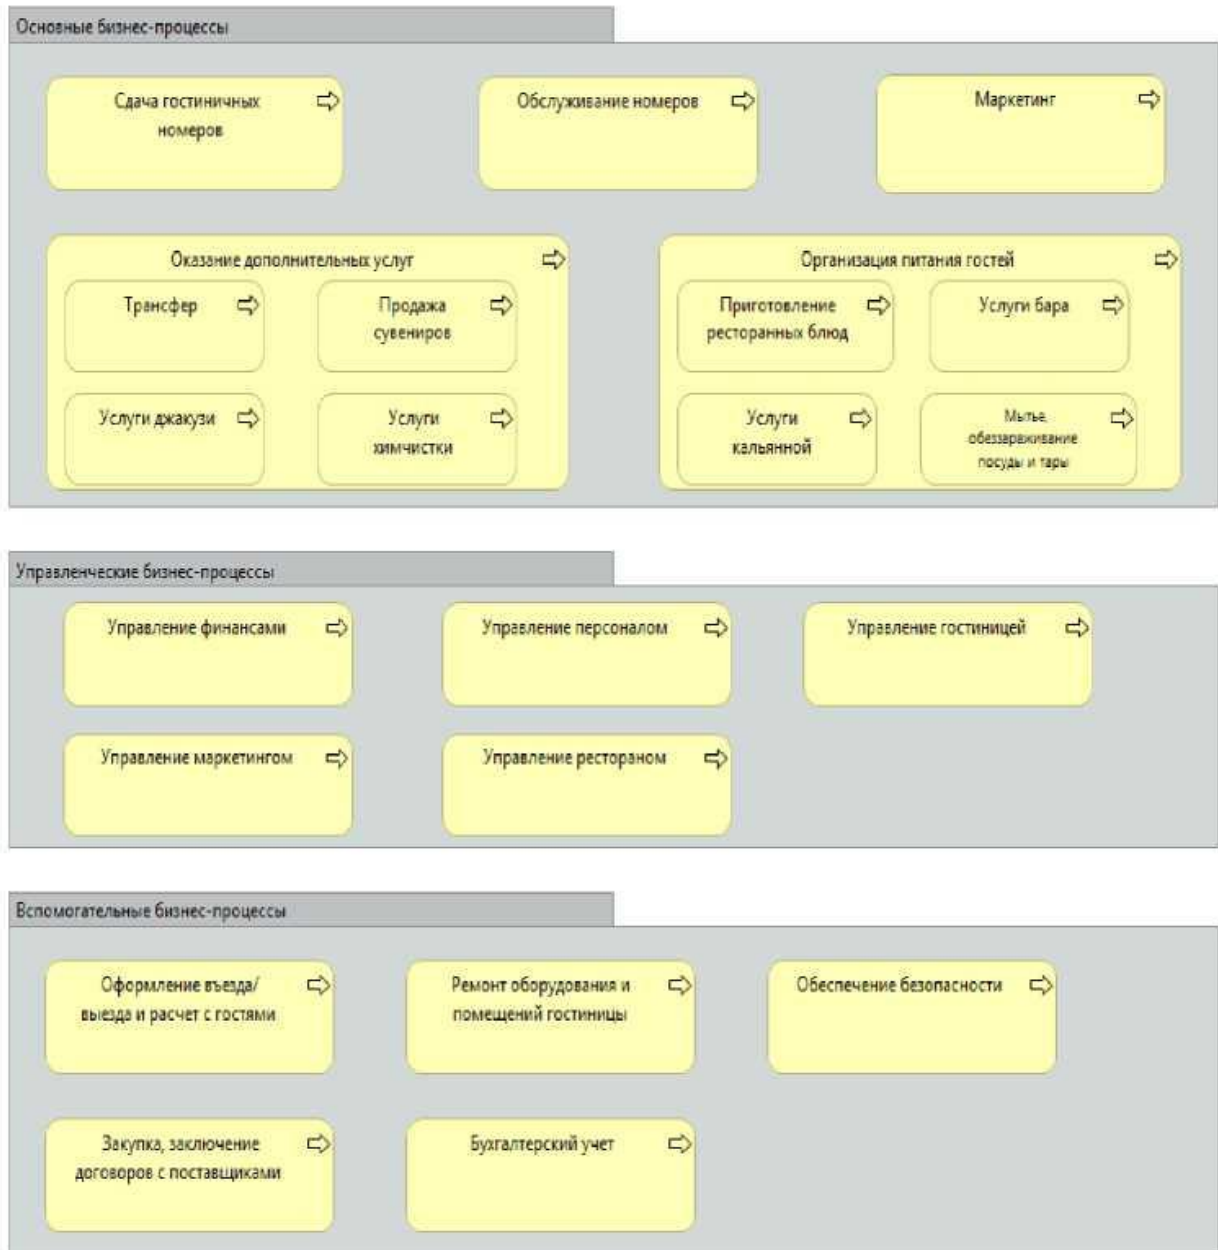 Основные бизнес-процессы
Сдача гостиничных
номеров
Обслуживание номеров
Маркетинг
Оказание дополнительных услуг
Трансфер
Продажа
сувениров
Услуги джакузи
Услуги
химчистки
Организация питания гостей
Приготовление
ресторанных блюд
Услуги бара
Услуги
кальянной
Мытье,
обеззараживание
посуды и тары
Управленческие бизнес-процессы
Управление финансами
Управление персоналом
Управление гостиницей
Управление маркетингом
Управление рестораном
Вспомогательные бизнес-процессы
Оформление въезда/
выезда и расчет с гостями
Ремонт оборудования и
помещений гостиницы
Обеспечение безопасности
Закупка, заключение
договоров с поставщиками
Бухгалтерский учет